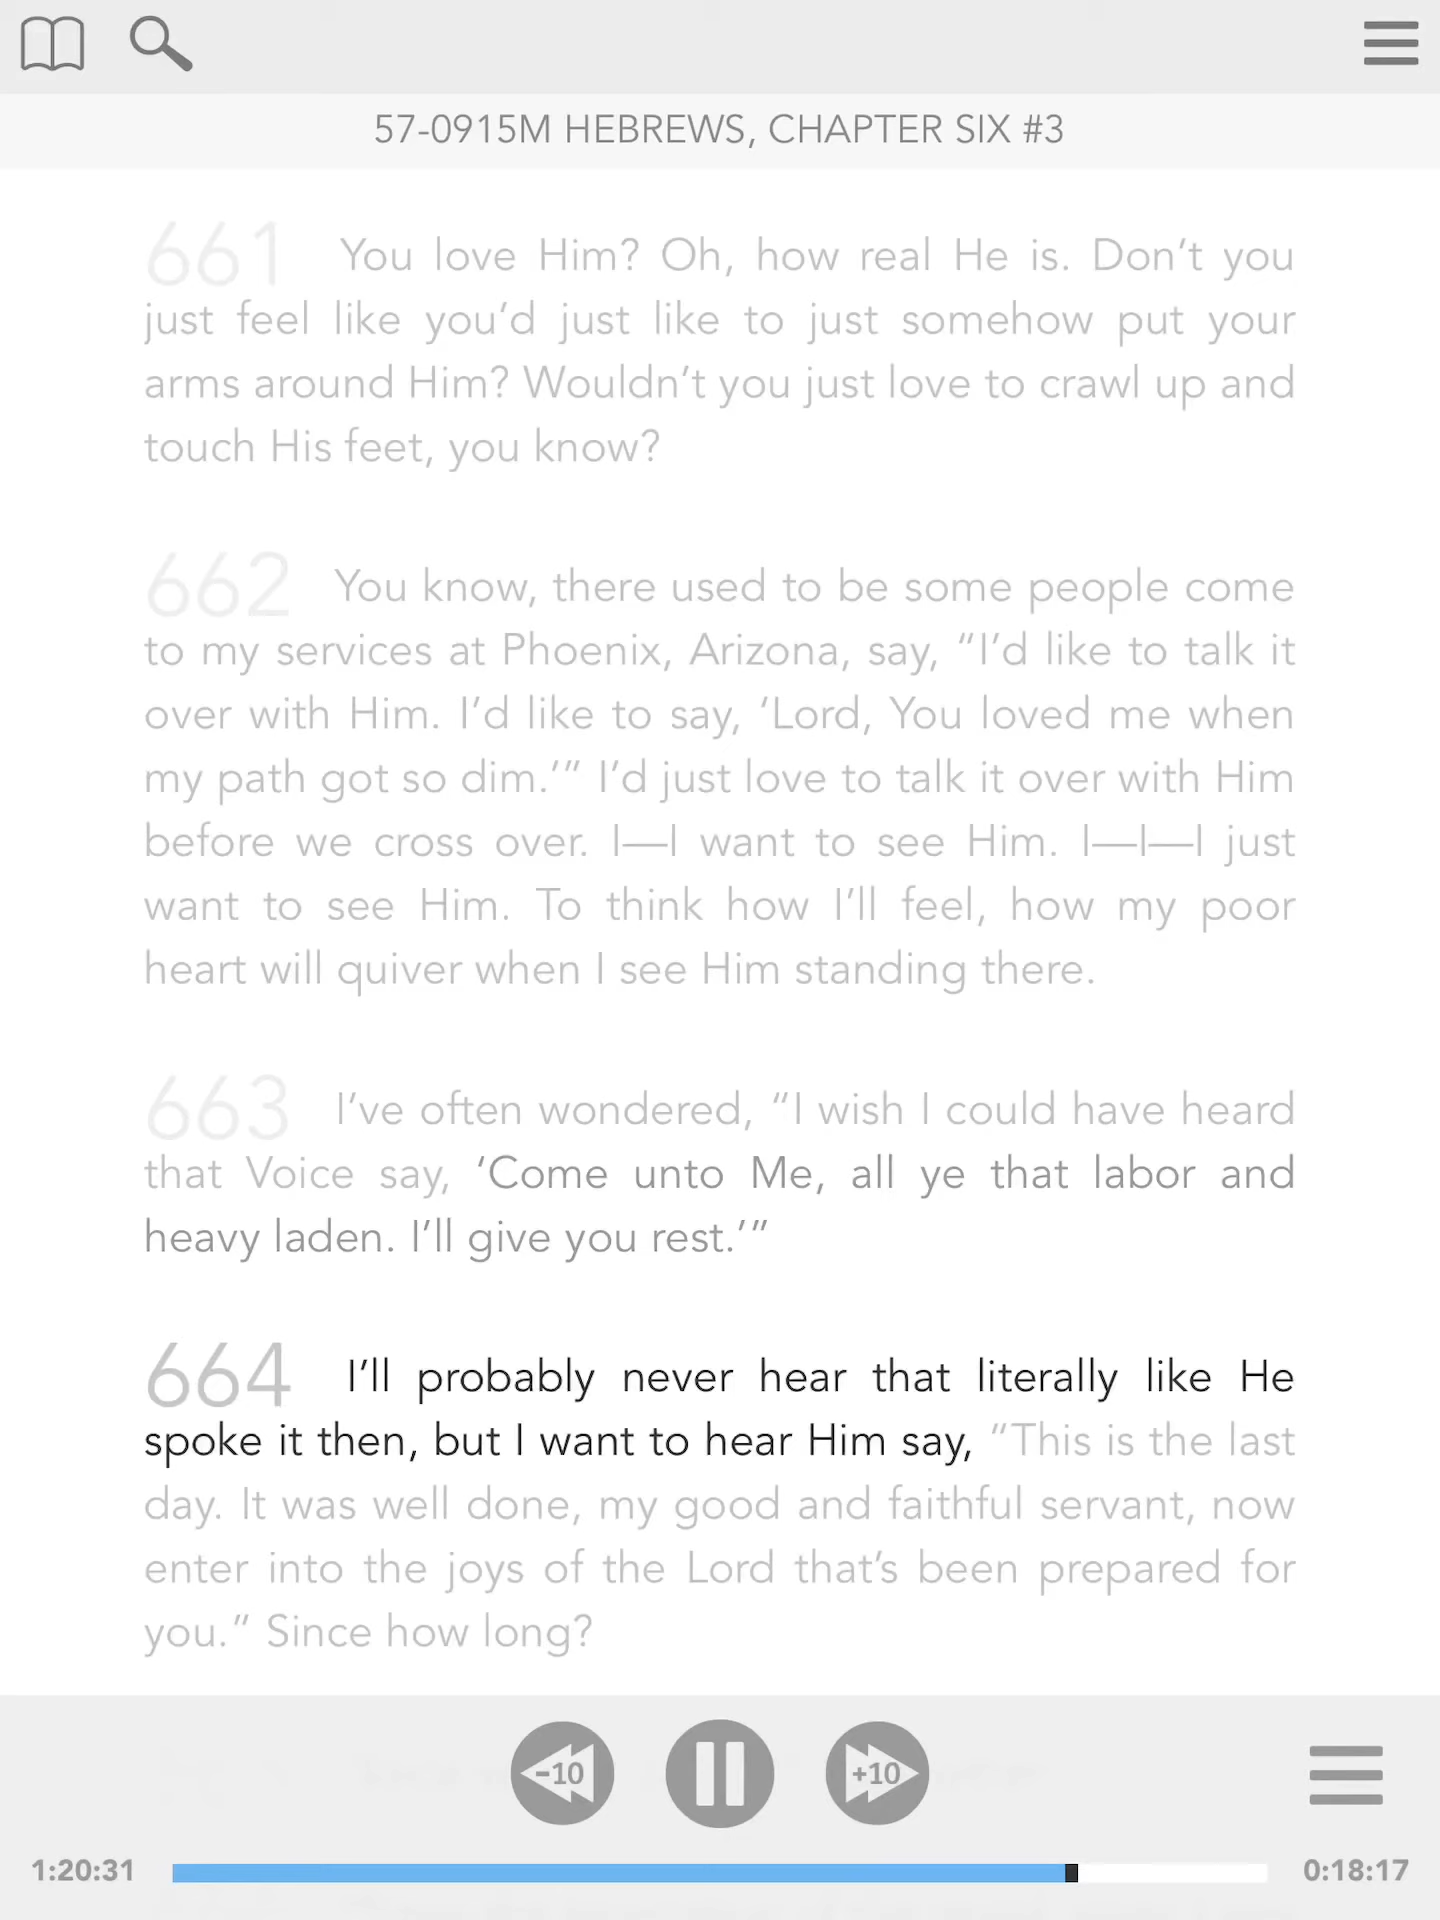 57-0915M HEBREWS, CHAPTER SIX #3
661 You love Him? Oh, how real He is. Don’t you
just feel like you’d just like to just somehow put your
arms around Him? Wouldn’t you just love to crawl up and
touch His feet, you know?
662 You know, there used to be some people come
to my services at Phoenix, Arizona, say, “I’d like to talk it
over with Him. I’d like to say, ‘Lord, You loved me when
my path got so dim.’” I’d just love to talk it over with Him
before we cross over. I—I want to see Him. I—I—I just
want to see Him. To think how I’ll feel, how my poor
heart will quiver when I see Him standing there.
663 I’ve often wondered, “I wish I could have heard
that Voice say, ‘Come unto Me, all ye that labor and
heavy laden. I’ll give you rest.’”
664 I’ll probably never hear that literally like He
spoke it then, but I want to hear Him say, “This is the last
day. It was well done, my good and faithful servant, now
enter into the joys of the Lord that’s been prepared for
you.” Since how long?
-10 +10
1:20:31 0:18:17